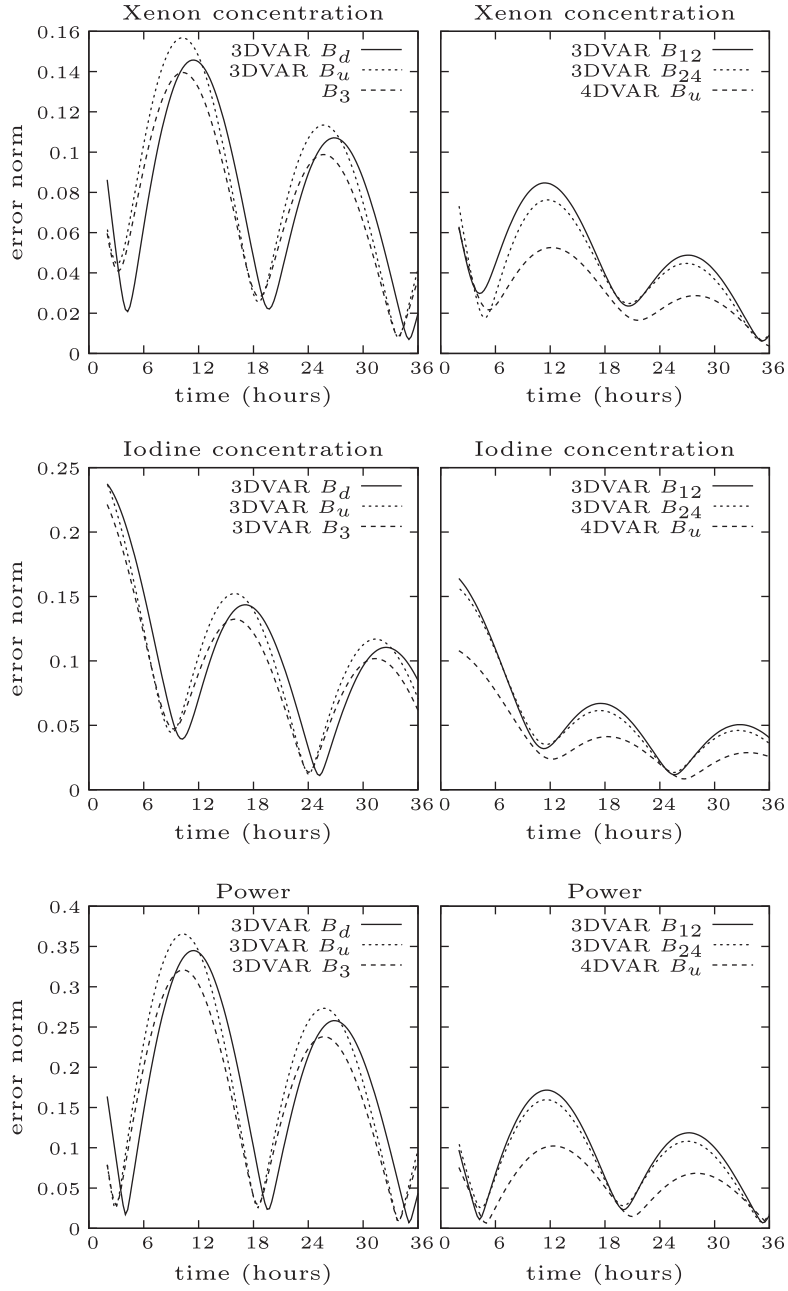 Xenon concentration
error norm
0.16
0.14
0.12
0.1
0.08
0.06
0.04
0.02
0
3DVAR B_d
3DVAR B_u
B_3
0 6 12 18 24 30 36
time (hours)
Xenon concentration
3DVAR B_12
3DVAR B_24
4DVAR B_u
0 6 12 18 24 30 36
time (hours)
Iodine concentration
error norm
0.25
0.2
0.15
0.1
0.05
0
3DVAR B_d
3DVAR B_u
3DVAR B_3
0 6 12 18 24 30 36
time (hours)
Iodine concentration
3DVAR B_12
3DVAR B_24
4DVAR B_u
0 6 12 18 24 30 36
time (hours)
Power
error norm
0.4
0.35
0.3
0.25
0.2
0.15
0.1
0.05
0
3DVAR B_d
3DVAR B_u
3DVAR B_3
0 6 12 18 24 30 36
time (hours)
Power
3DVAR B_12
3DVAR B_24
4DVAR B_u
0 6 12 18 24 30 36
time (hours)